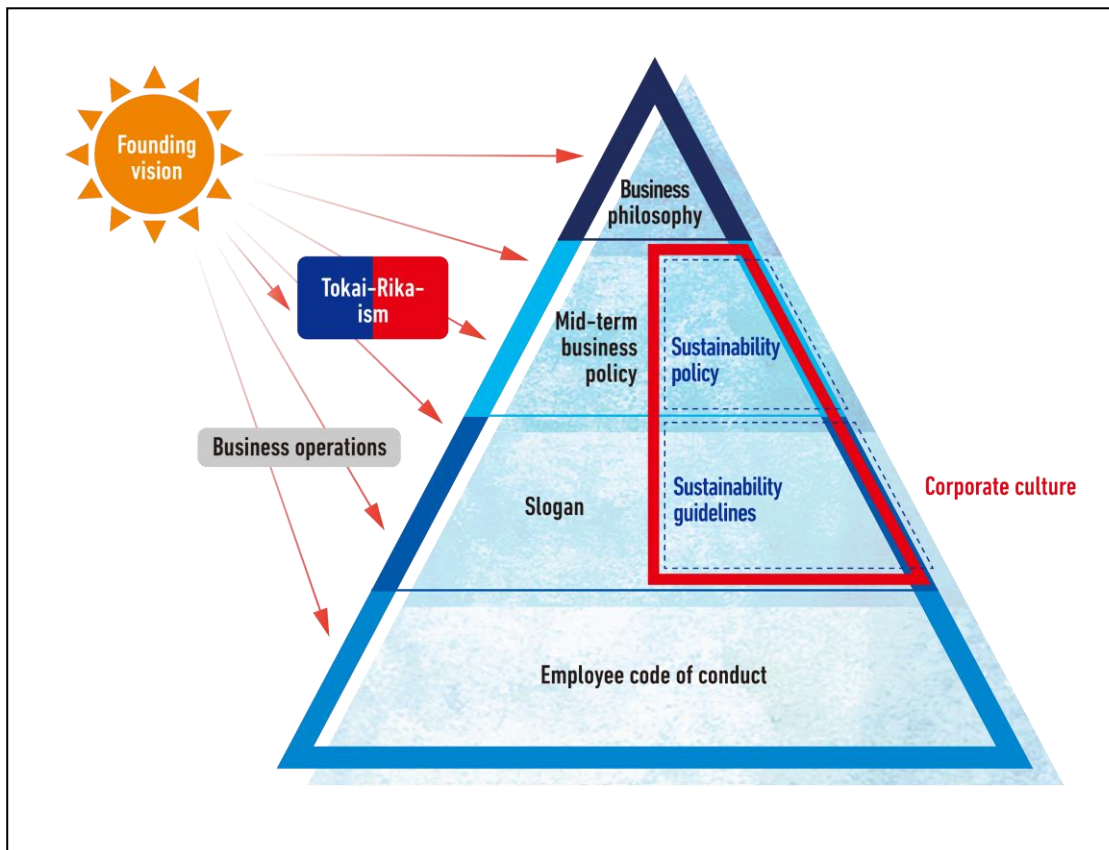 Founding
vision
Business
philosophy
Tokai-Rika-
ism
Mid-term
business
policy
Sustainability
policy
Business operations
Slogan
Sustainability
guidelines
Corporate culture
Employee code of conduct